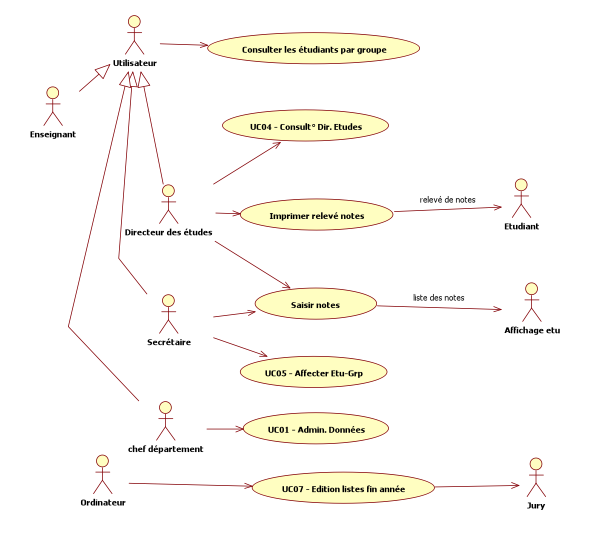 Consulter les étudiants par groupe
Utilisateur
Enseignant
UC04 - Consult° Dir. Etudes
relevé de notes
Imprimer relevé notes
Etudiant
Directeur des études
liste des notes
Saisir notes
Affichage etu
Secrétaire
UC05 - Affecter Etu-Grp
UC01 - Admin. Données
chef département
UC07 - Edition listes fin année
Ordinateur
Jury